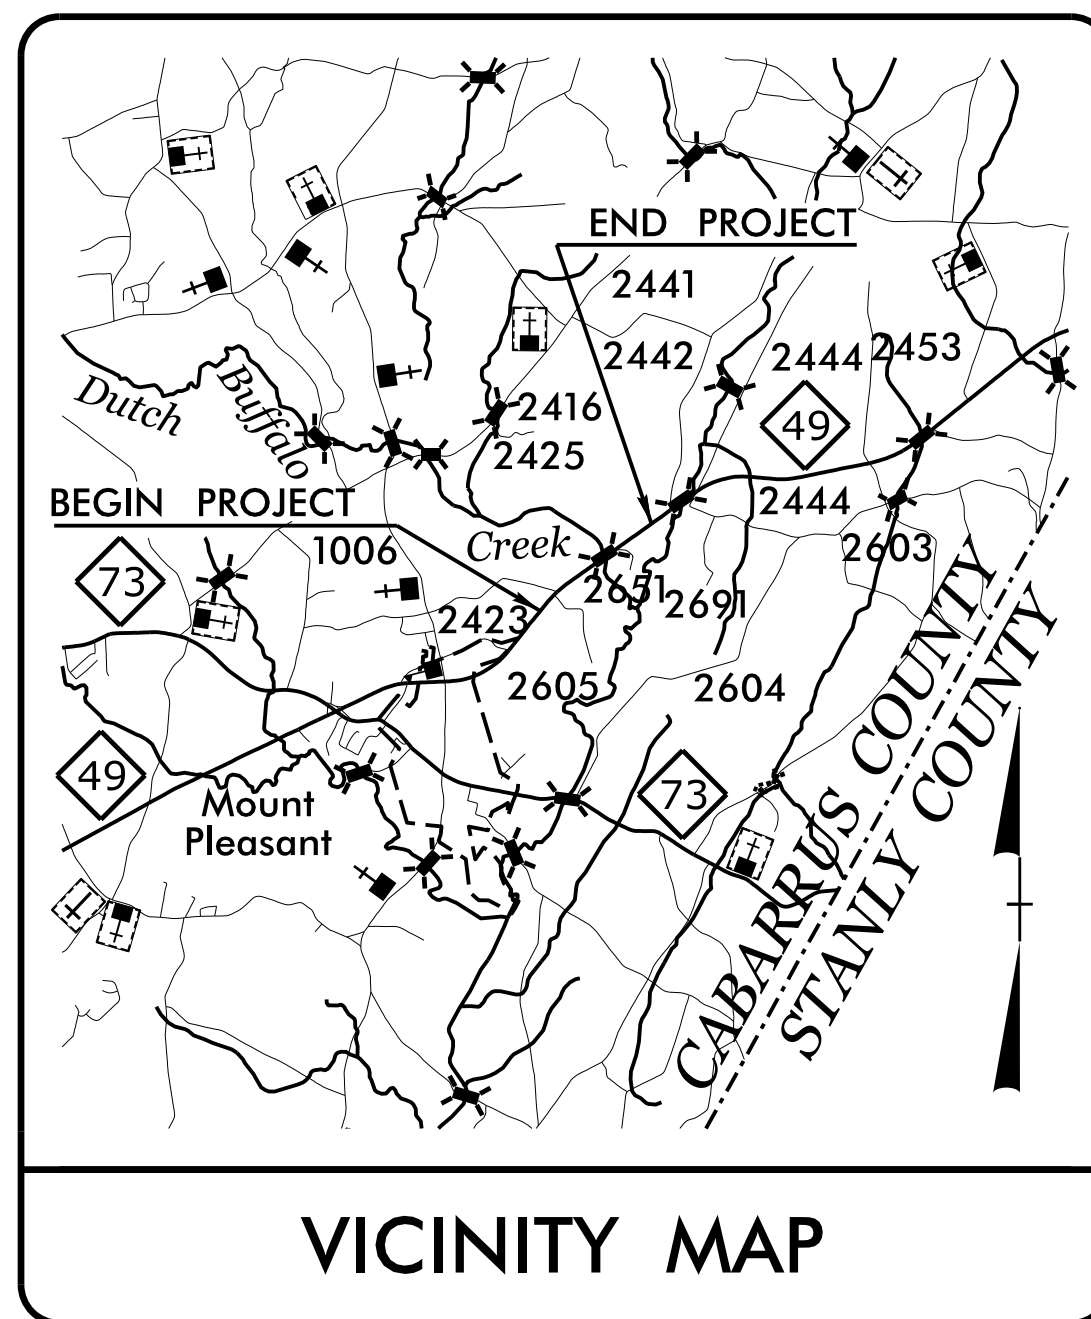 END PROJECT
2441
2442
2444
2453
49
Dutch
Buffalo
2416
2425
BEGIN PROJECT
2444
1006
Creek
2603
73
2651
2691
2423
2605
2604
49
Mount
Pleasant
73
CABARRUS COUNTY
STANLY COUNTY
VICINITY MAP